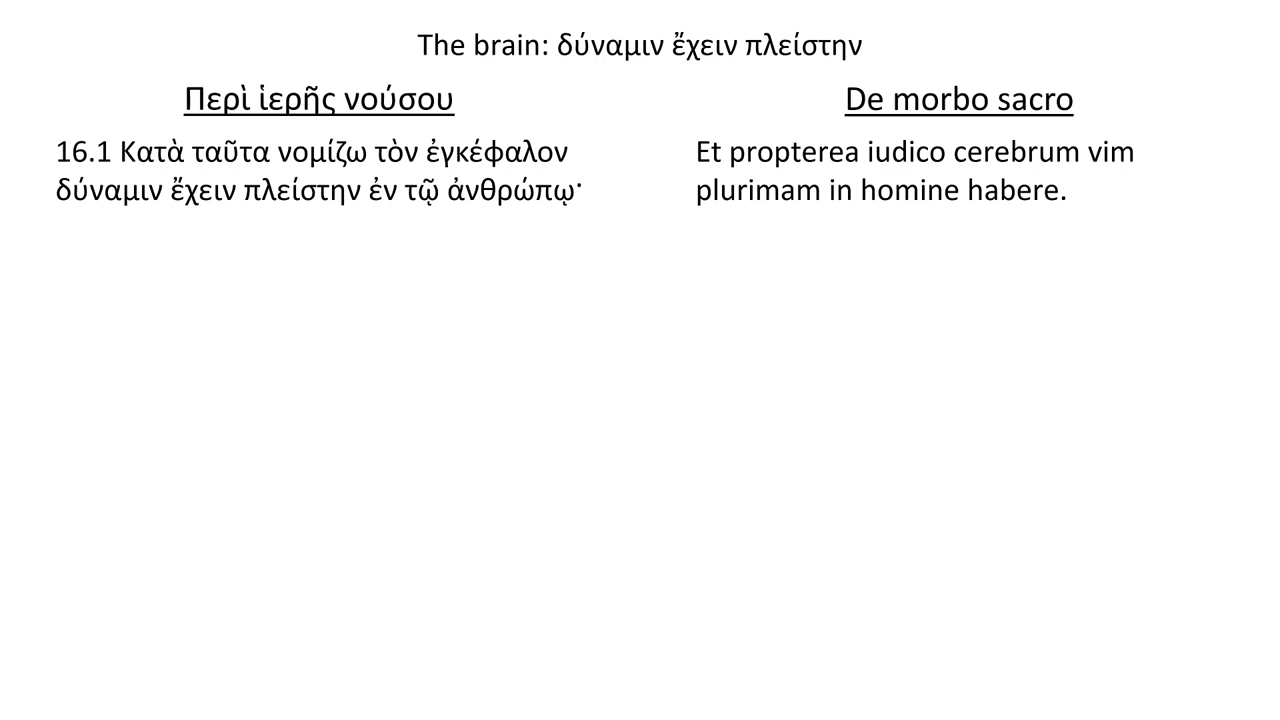 The brain: δύναμιν ἔχειν πλείστην
Περὶ ἱερῆς νούσου
16.1 Κατὰ ταῦτα νομίζω τὸν ἐγκέφαλον
δύναμιν ἔχειν πλείστην ἐν τῷ ἀνθρώπῳ·
De morbo sacro
Et propterea iudico cerebrum vim
plurimam in homine habere.